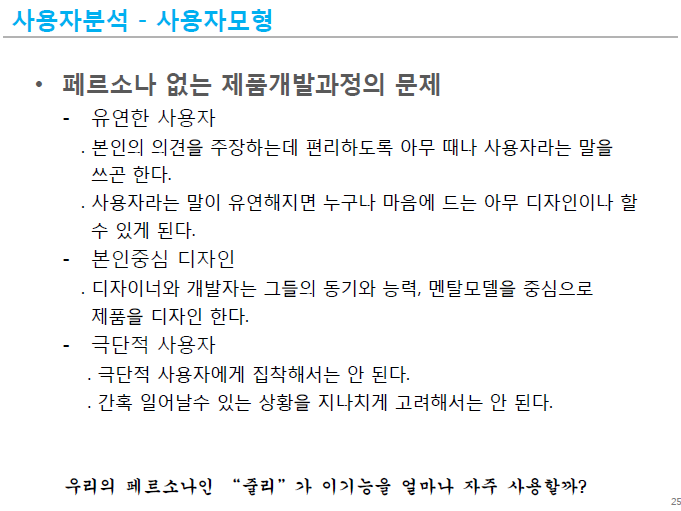 사용자분석 - 사용자모형
• 페르소나 없는 제품개발과정의 문제
- 유연한 사용자
. 본인의 의견을 주장하는데 편리하도록 아무 때나 사용자라는 말을
쓰곤 한다.
. 사용자라는 말이 유연해지면 누구나 마음에 드는 아무 디자인이나 할
수 있게 된다.
- 본인중심 디자인
. 디자이너와 개발자는 그들의 동기와 능력, 멘탈모델을 중심으로
제품을 디자인 한다.
- 극단적 사용자
. 극단적 사용자에게 집착해서는 안 된다.
. 간혹 일어날수 있는 상황을 지나치게 고려해서는 안 된다.
우리의 페르소나인 “줄리”가 이기능을 얼마나 자주 사용할까?
25